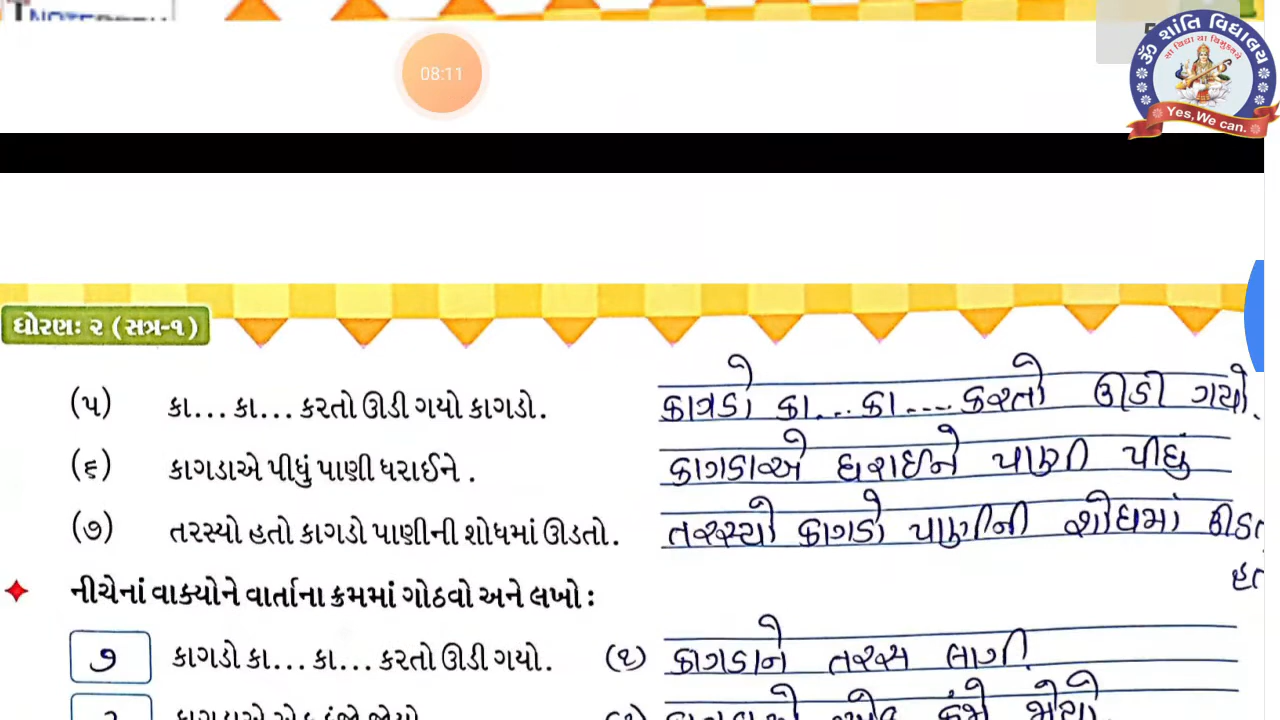 08:11
ૐ શાંતિ વિદ્યાલય
સા વિદ્યા યા વિમુક્તયે
Yes, We can.
ધોરણઃ ૨ (સત્ર-૧)
(૫) કા... કા... કરતો ઊડી ગયો કાગડો. કાગડો કા...કા.... કરતો ઊડી ગયો.
(૬) કાગડાએ પીધું પાણી ધરાઈને. કાગડાએ ધરાઈને પાણી પીધું
(૭) તરસ્યો હતો કાગડો પાણીની શોધમાં ઊડતો. તરસ્યો કાગડો પાણીની શોધમાં
નીચેનાં વાક્યોને વાર્તાના ક્રમમાં ગોઠવો અને લખો :
૭ કાગડો કા... કા... કરતો ઊડી ગયો. (૧) કાગડાને તરસ લાગી.